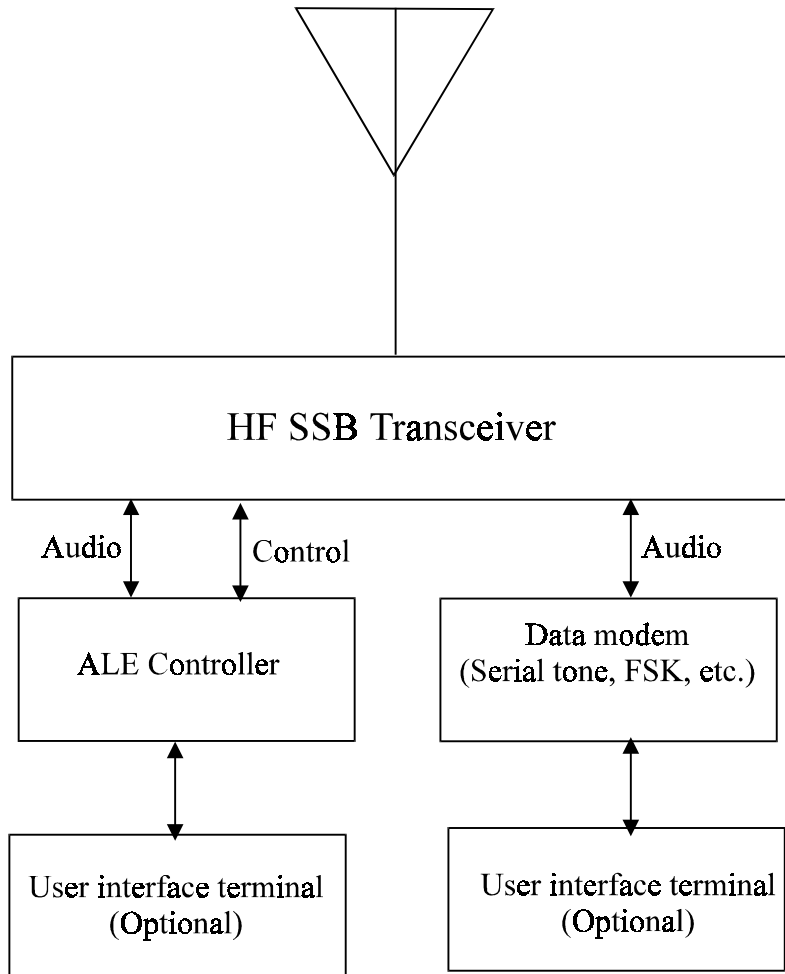 HF SSB Transceiver
Audio
Control
Audio
ALE Controller
Data modem
(Serial tone, FSK, etc.)
User interface terminal
(Optional)
User interface terminal
(Optional)